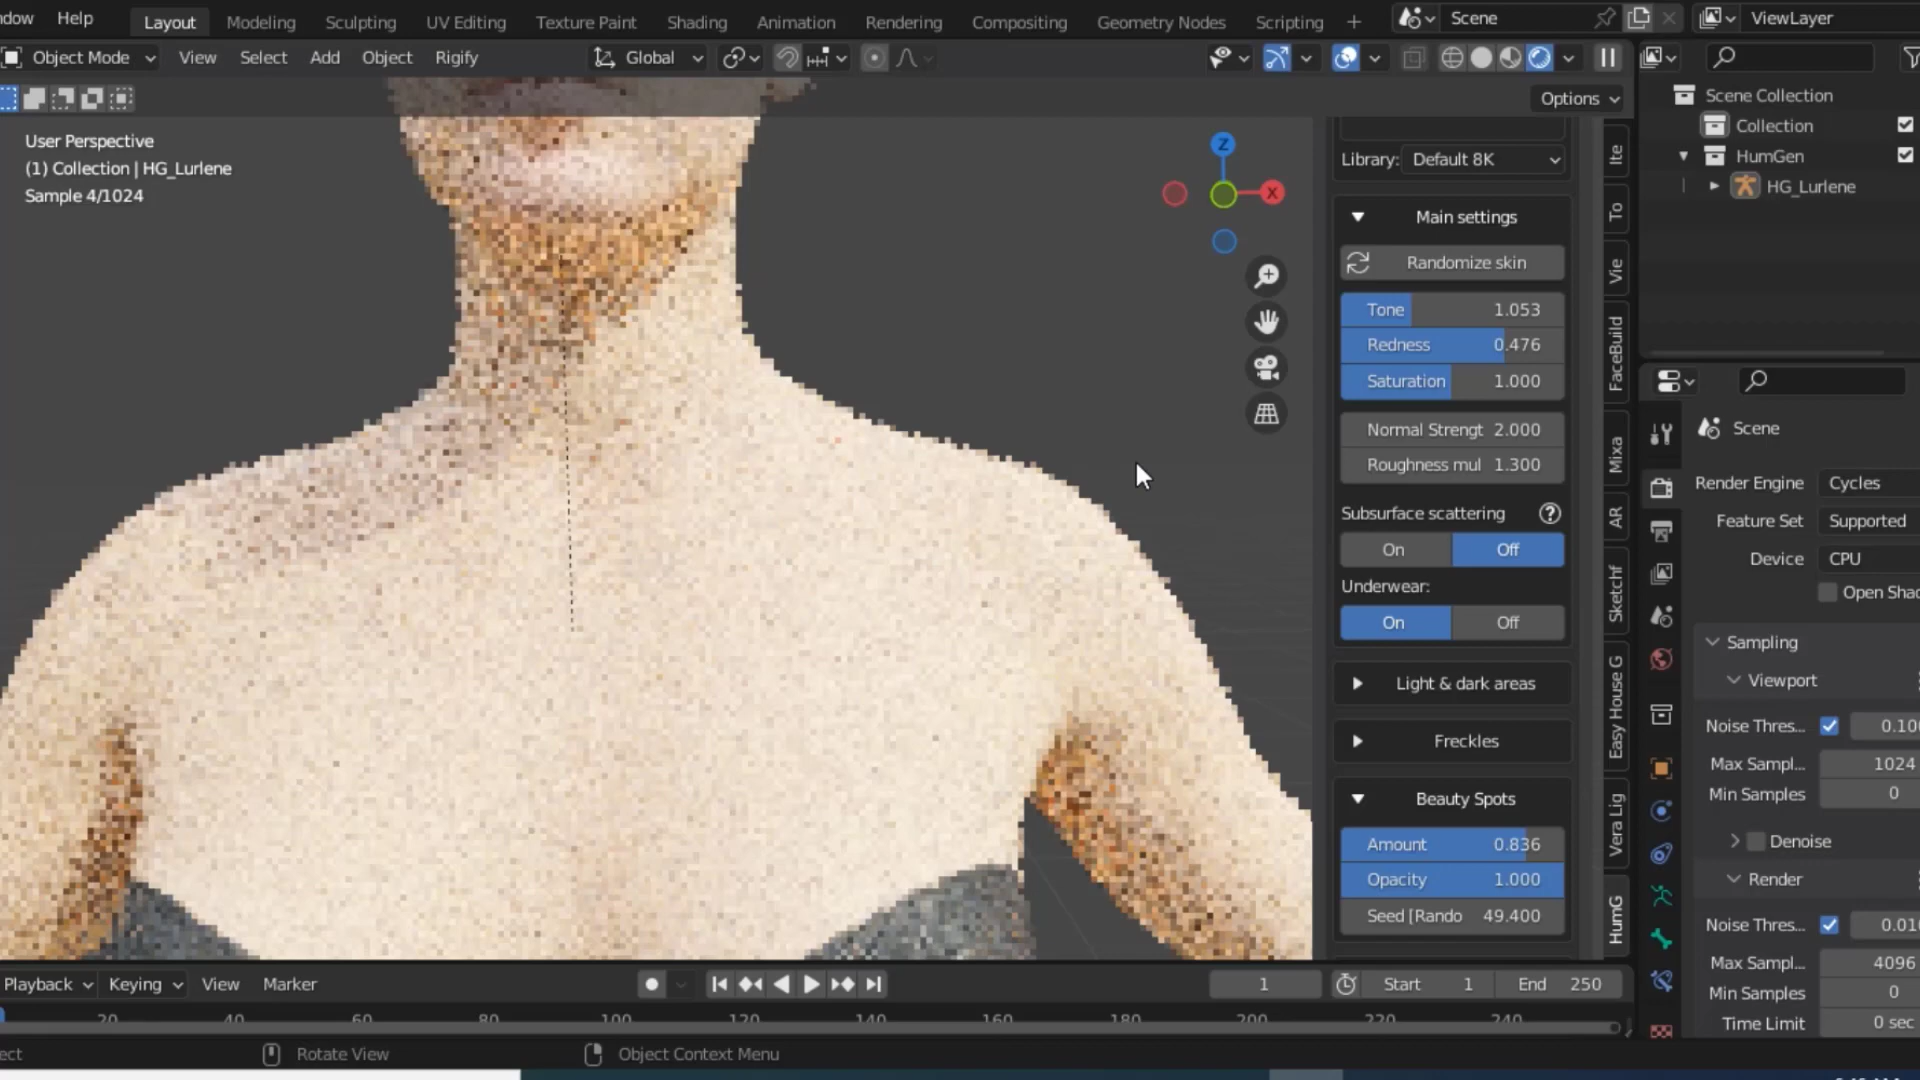 ndow Help Layout Modeling Sculpting UV Editing Texture Paint Shading Animation Rendering Compositing Geometry Nodes Scripting + Scene ViewLayer
Object Mode View Select Add Object Rigify Global
Options
User Perspective
(1) Collection | HG_Lurlene
Sample 4/1024
Z
X
Library: Default 8K
Main settings
Randomize skin
Tone 1.053
Redness 0.476
Saturation 1.000
Normal Strengt 2.000
Roughness mul 1.300
Subsurface scattering ?
On Off
Underwear:
On Off
Light & dark areas
Freckles
Beauty Spots
Amount 0.836
Opacity 1.000
Seed [Rando 49.400
Ite
To
Vie
FaceBuild
Mixa
AR
Sketchf
Easy House G
Vera Lig
HumG
Scene Collection
Collection
HumGen
HG_Lurlene
Scene
Render Engine Cycles
Feature Set Supported
Device CPU
Open Shad
Sampling
Viewport
Noise Thres... 0.10
Max Sampl... 1024
Min Samples 0
Denoise
Render
Noise Thres... 0.01
Max Sampl... 4096
Min Samples 0
Time Limit 0 sec
Playback Keying View Marker 1 Start 1 End 250
20 40 60 80 100 120 140 160 180 200 220 240
ect Rotate View Object Context Menu